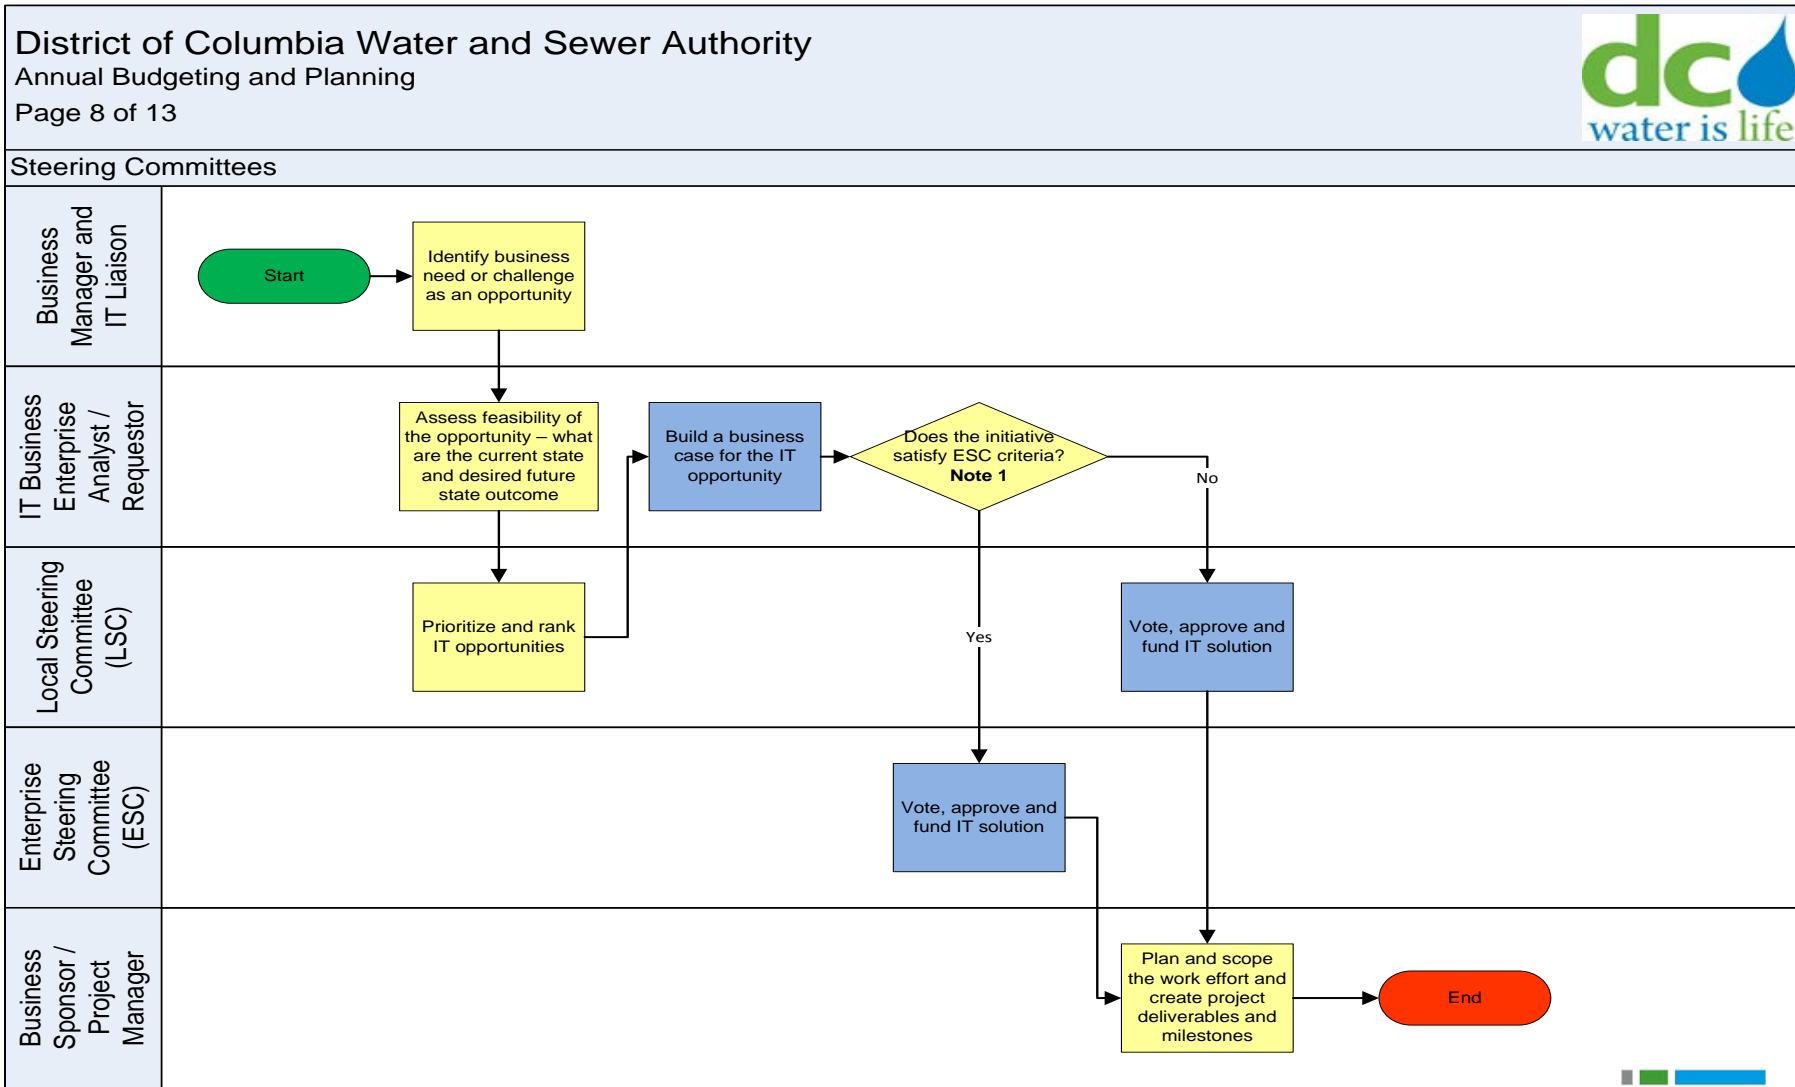 District of Columbia Water and Sewer Authority
Annual Budgeting and Planning
Page 8 of 13
dc
water is life
Steering Committees
Business
Manager and
IT Liaison
Start
Identify business
need or challenge
as an opportunity
IT Business
Enterprise
Analyst /
Requestor
Assess feasibility of
the opportunity – what
are the current state
and desired future
state outcome
Build a business
case for the IT
opportunity
Does the initiative
satisfy ESC criteria?
Note 1
No
Local Steering
Committee
(LSC)
Prioritize and rank
IT opportunities
Yes
Vote, approve and
fund IT solution
Enterprise
Steering
Committee
(ESC)
Vote, approve and
fund IT solution
Business
Sponsor /
Project
Manager
Plan and scope
the work effort and
create project
deliverables and
milestones
End